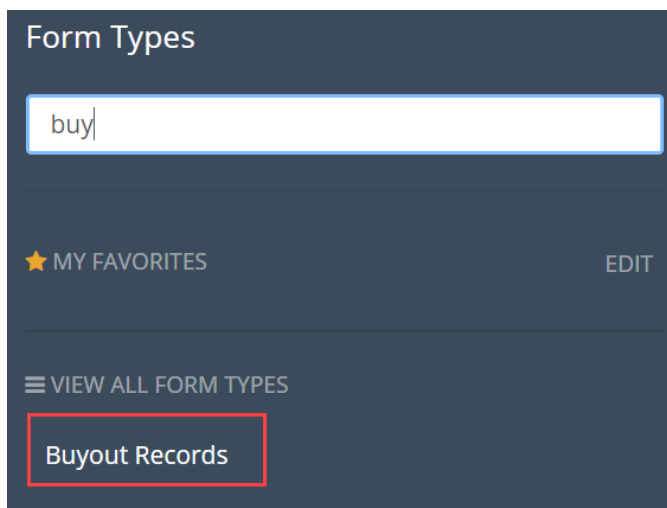 Form Types
buy
MY FAVORITES
EDIT
VIEW ALL FORM TYPES
Buyout Records